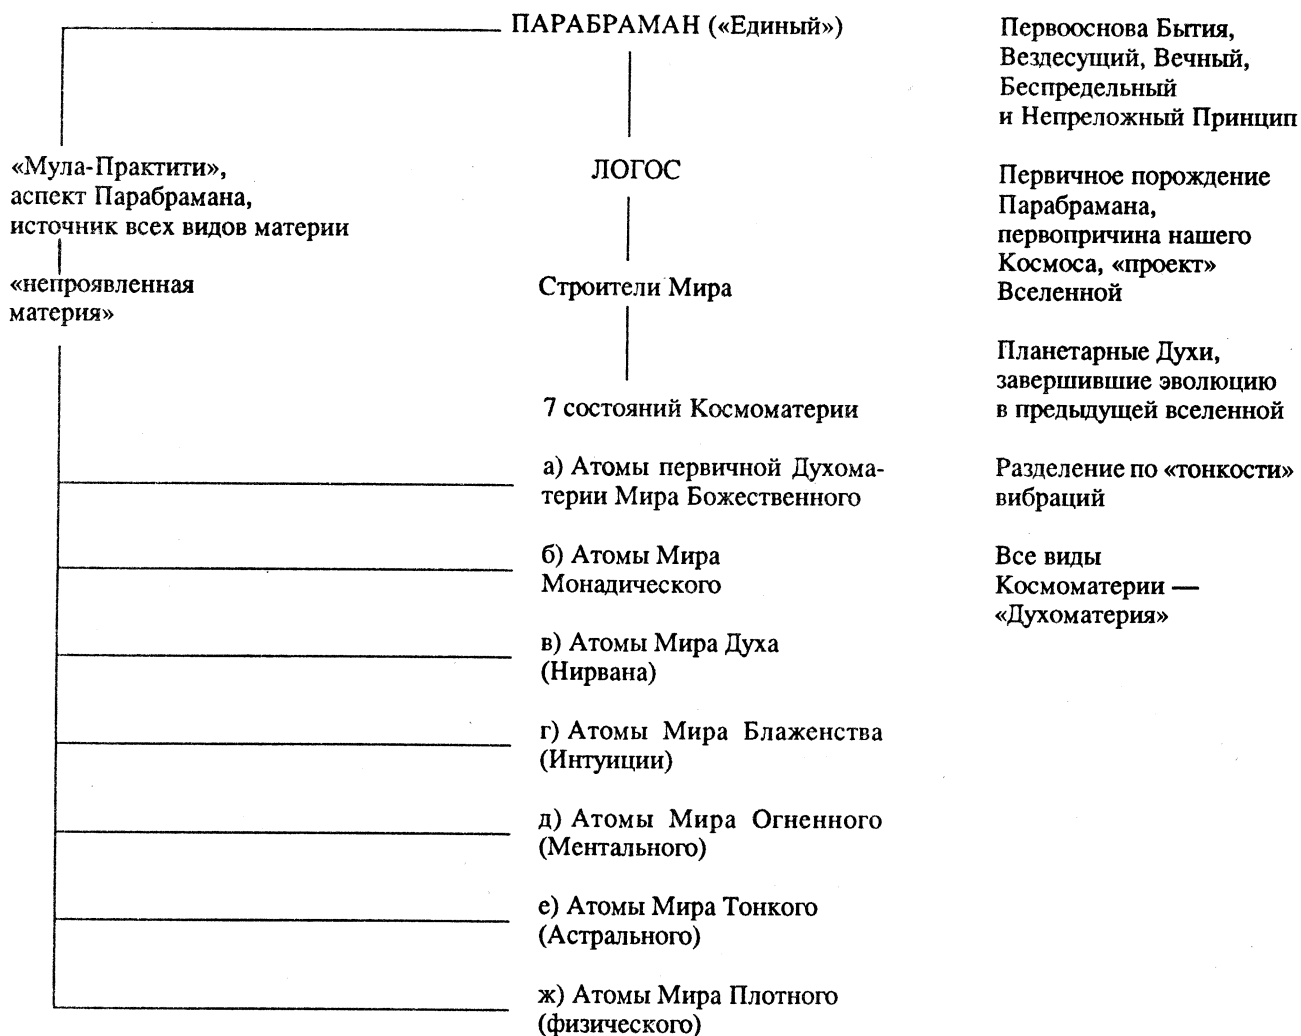 ПАРАБРАМАН («Единый»)
Первооснова Бытия,
Вездесущий, Вечный,
Беспредельный
и Непреложный Принцип
«Мула-Практити»,
аспект Парабрамана,
источник всех видов материи
ЛОГОС
Первичное порождение
Парабрамана,
первопричина нашего
Космоса, «проект»
Вселенной
«непроявленная
материя»
Строители Мира
Планетарные Духи,
завершившие эволюцию
в предыдущей вселенной
7 состояний Космоматерии
а) Атомы первичной Духома-
терии Мира Божественного
Разделение по «тонкости»
вибраций
б) Атомы Мира
Монадического
Все виды
Космоматерии —
«Духоматерия»
в) Атомы Мира Духа
(Нирвана)
г) Атомы Мира Блаженства
(Интуиции)
д) Атомы Мира Огненного
(Ментального)
е) Атомы Мира Тонкого
(Астрального)
ж) Атомы Мира Плотного
(физического)